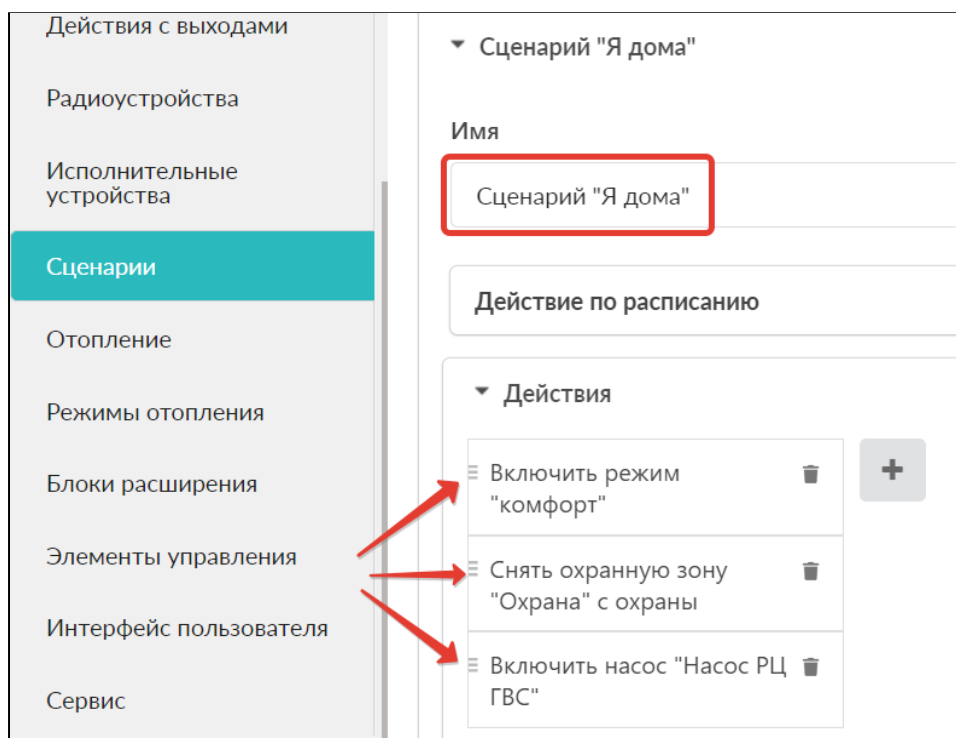 Действия с выходами
Радиоустройства
Исполнительные
устройства
Сценарии
Отопление
Режимы отопления
Блоки расширения
Элементы управления
Интерфейс пользователя
Сервис
Сценарий "Я дома"
Имя
Сценарий "Я дома"
Действие по расписанию
Действия
Включить режим
"комфорт"
Снять охранную зону
"Охрана" с охраны
Включить насос "Насос РЦ
ГВС"